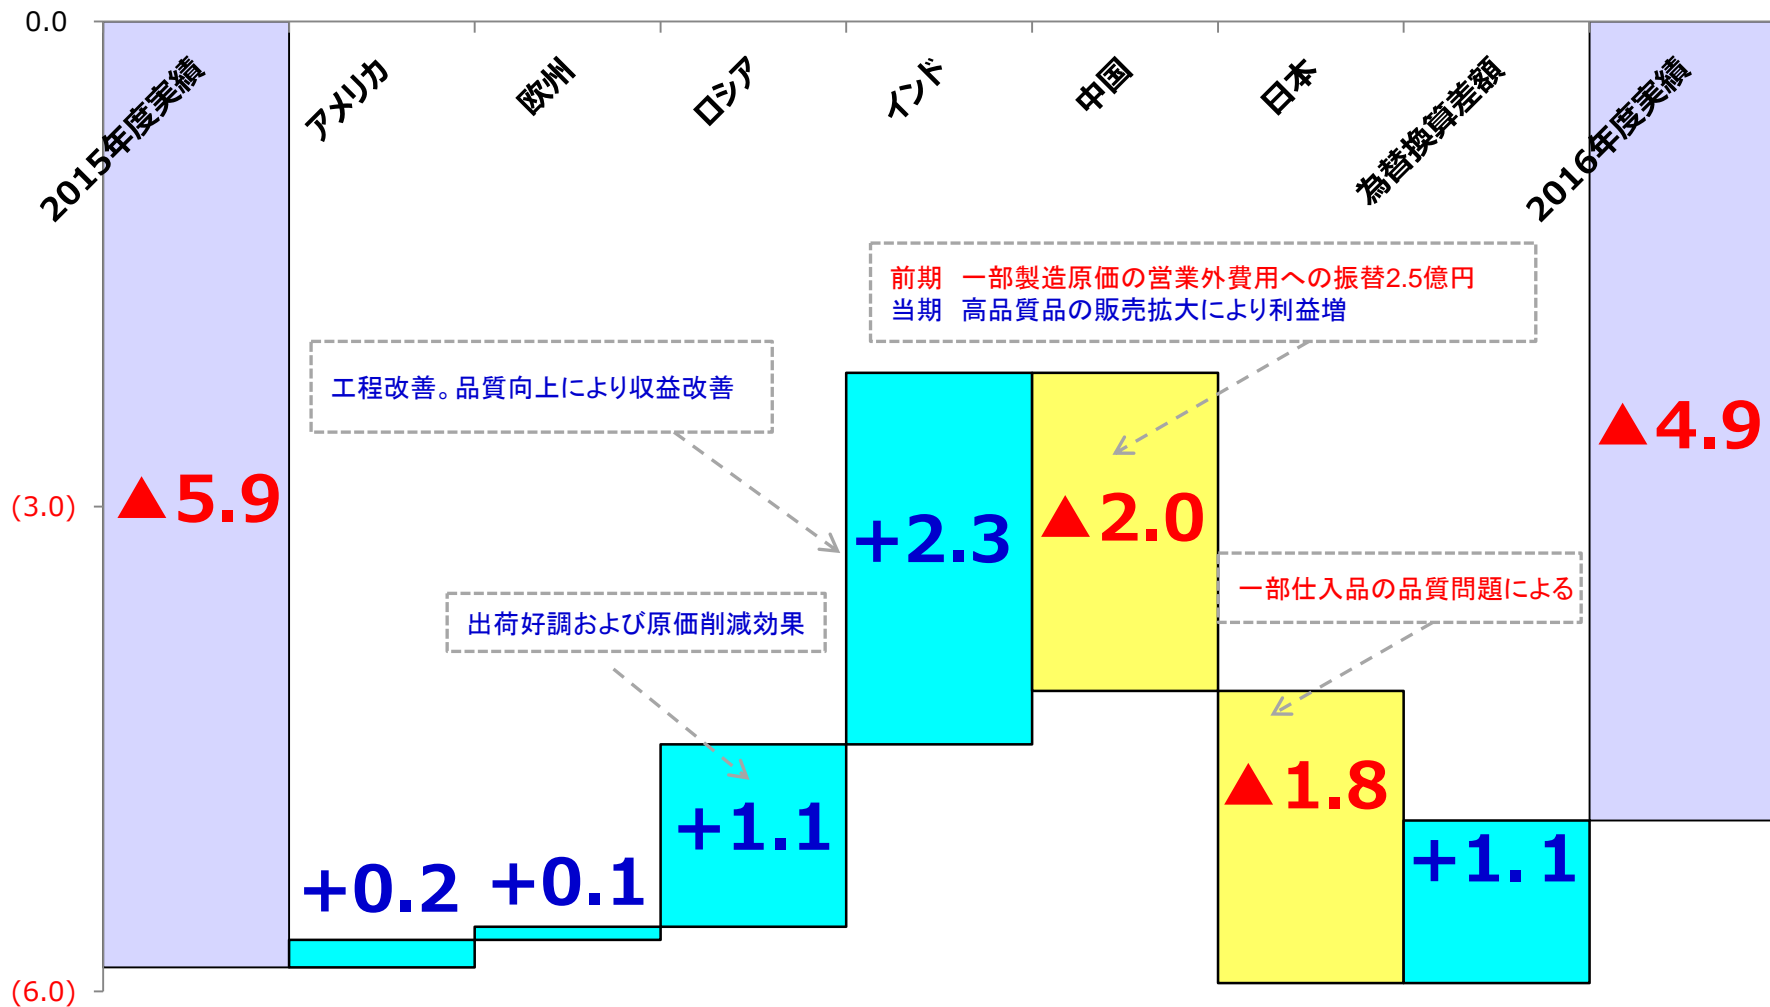 0.0
2015年度実績
アメリカ
欧州
ロシア
インド
中国
日本
為替換算差額
2016年度実績
前期　一部製造原価の営業外費用への振替2.5億円
当期　高品質品の販売拡大により利益増
工程改善。品質向上により収益改善
▲4.9
▲5.9
(3.0)
+2.3
▲2.0
一部仕入品の品質問題による
出荷好調および原価削減効果
▲1.8
+1.1
+1.1
+0.2
+0.1
(6.0)